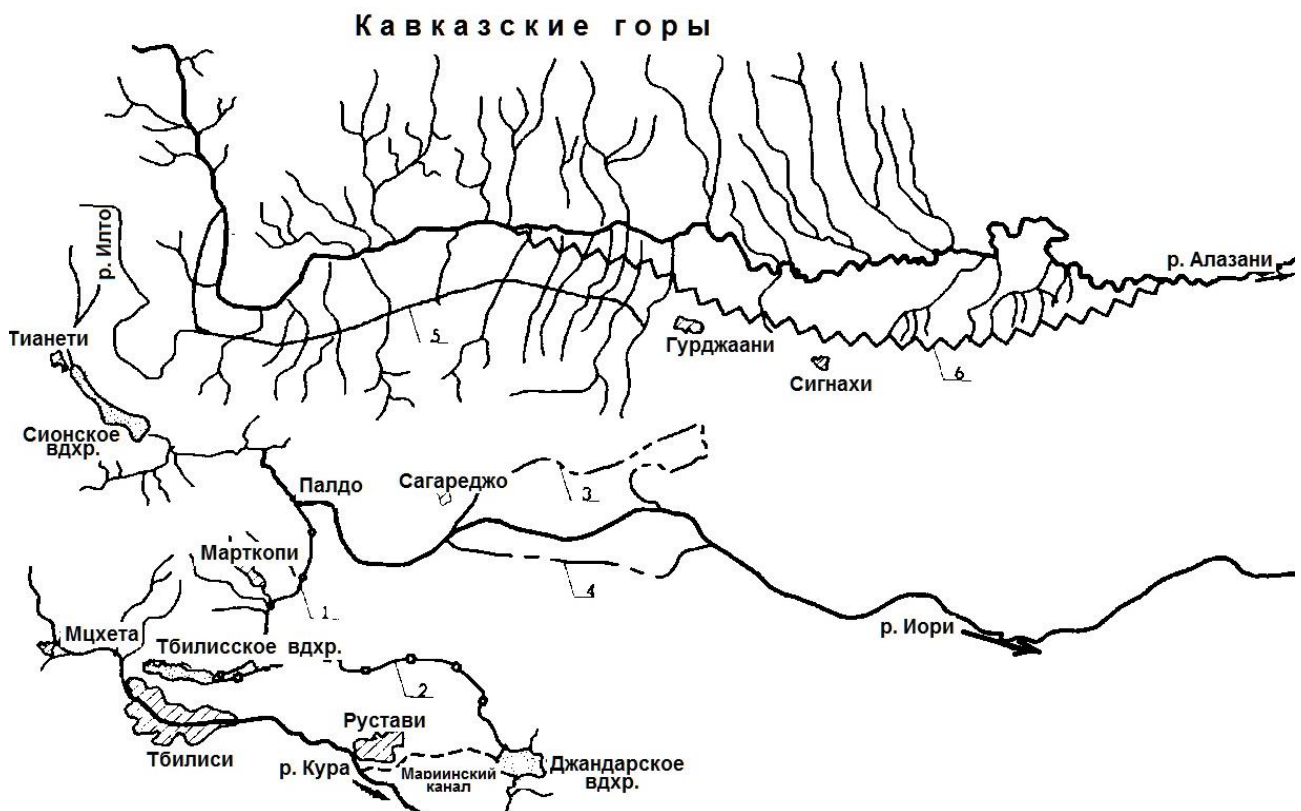 Кавказские горы
р. Илто
р. Алазани
5
Тианети
Гурджаани
6
Сигнахи
Сионское
вдхр.
Сагареджо
3
Палдо
Марткопи
4
1
р. Иори
Мцхета
Тбилисское вдхр.
2
Рустави
Тбилиси
р. Кура
Мариинский
канал
Джандарское
вдхр.